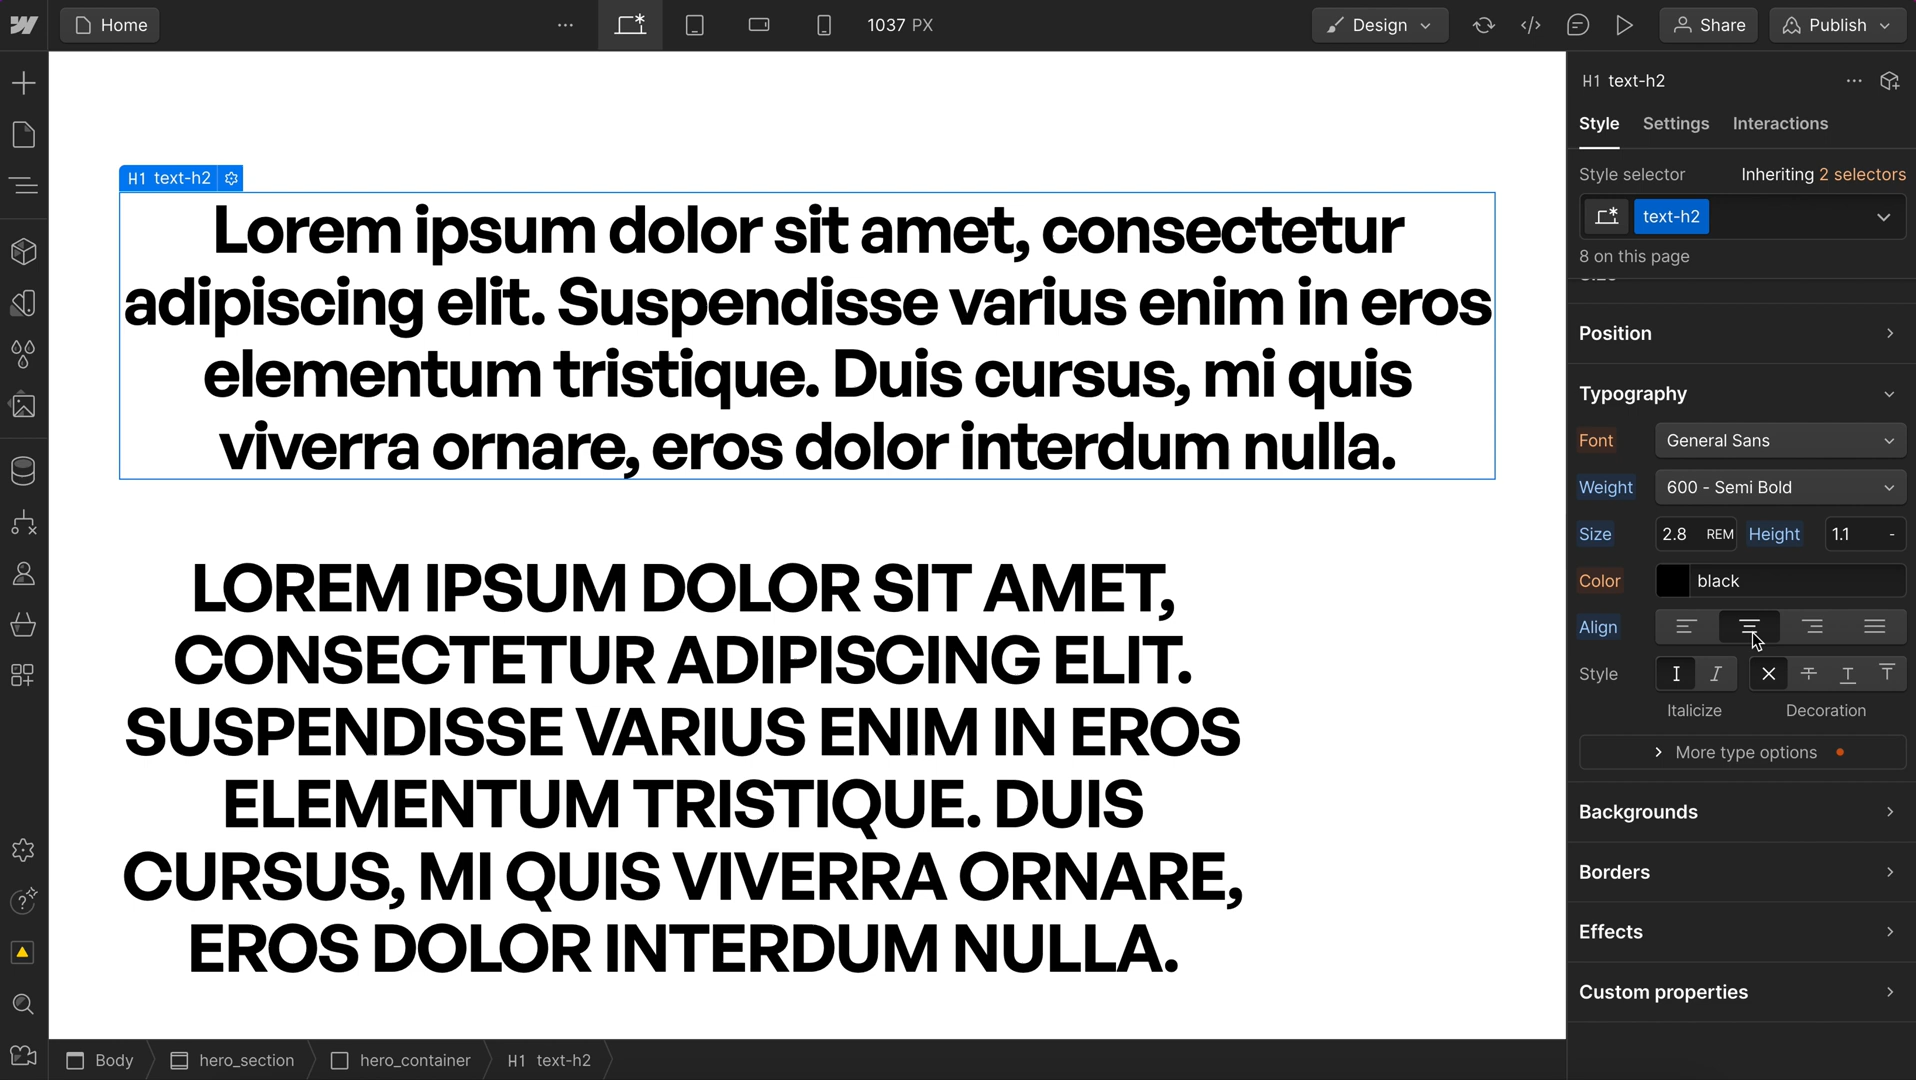 Home
1037 PX
Design
Share
Publish
H1 text-h2
Style Settings Interactions
Style selector Inheriting 2 selectors
text-h2
8 on this page
Position
Typography
Font General Sans
Weight 600 - Semi Bold
Size 2.8 REM Height 1.1 -
Color black
Align
Style
Italicize Decoration
More type options
Backgrounds
Borders
Effects
Custom properties
H1 text-h2
Lorem ipsum dolor sit amet, consectetur
adipiscing elit. Suspendisse varius enim in eros
elementum tristique. Duis cursus, mi quis
viverra ornare, eros dolor interdum nulla.
LOREM IPSUM DOLOR SIT AMET,
CONSECTETUR ADIPISCING ELIT.
SUSPENDISSE VARIUS ENIM IN EROS
ELEMENTUM TRISTIQUE. DUIS
CURSUS, MI QUIS VIVERRA ORNARE,
EROS DOLOR INTERDUM NULLA.
Body hero_section hero_container H1 text-h2